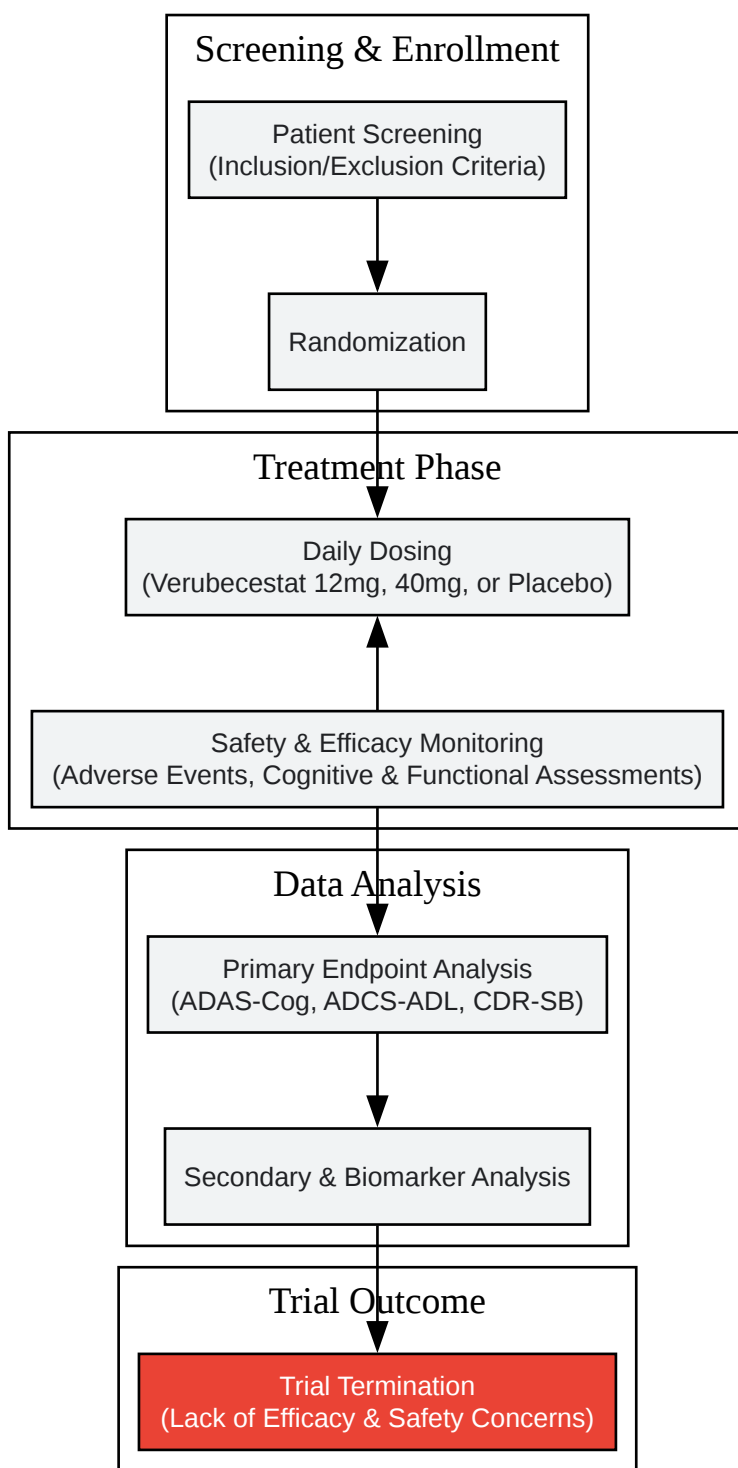 Screening & Enrollment
Patient Screening
(Inclusion/Exclusion Criteria)
Randomization
Treatment Phase
Daily Dosing
(Verubecestat 12mg, 40mg, or Placebo)
Safety & Efficacy Monitoring
(Adverse Events, Cognitive & Functional Assessments)
Data Analysis
Primary Endpoint Analysis
(ADAS-Cog, ADCS-ADL, CDR-SB)
Secondary & Biomarker Analysis
Trial Outcome
Trial Termination
(Lack of Efficacy & Safety Concerns)